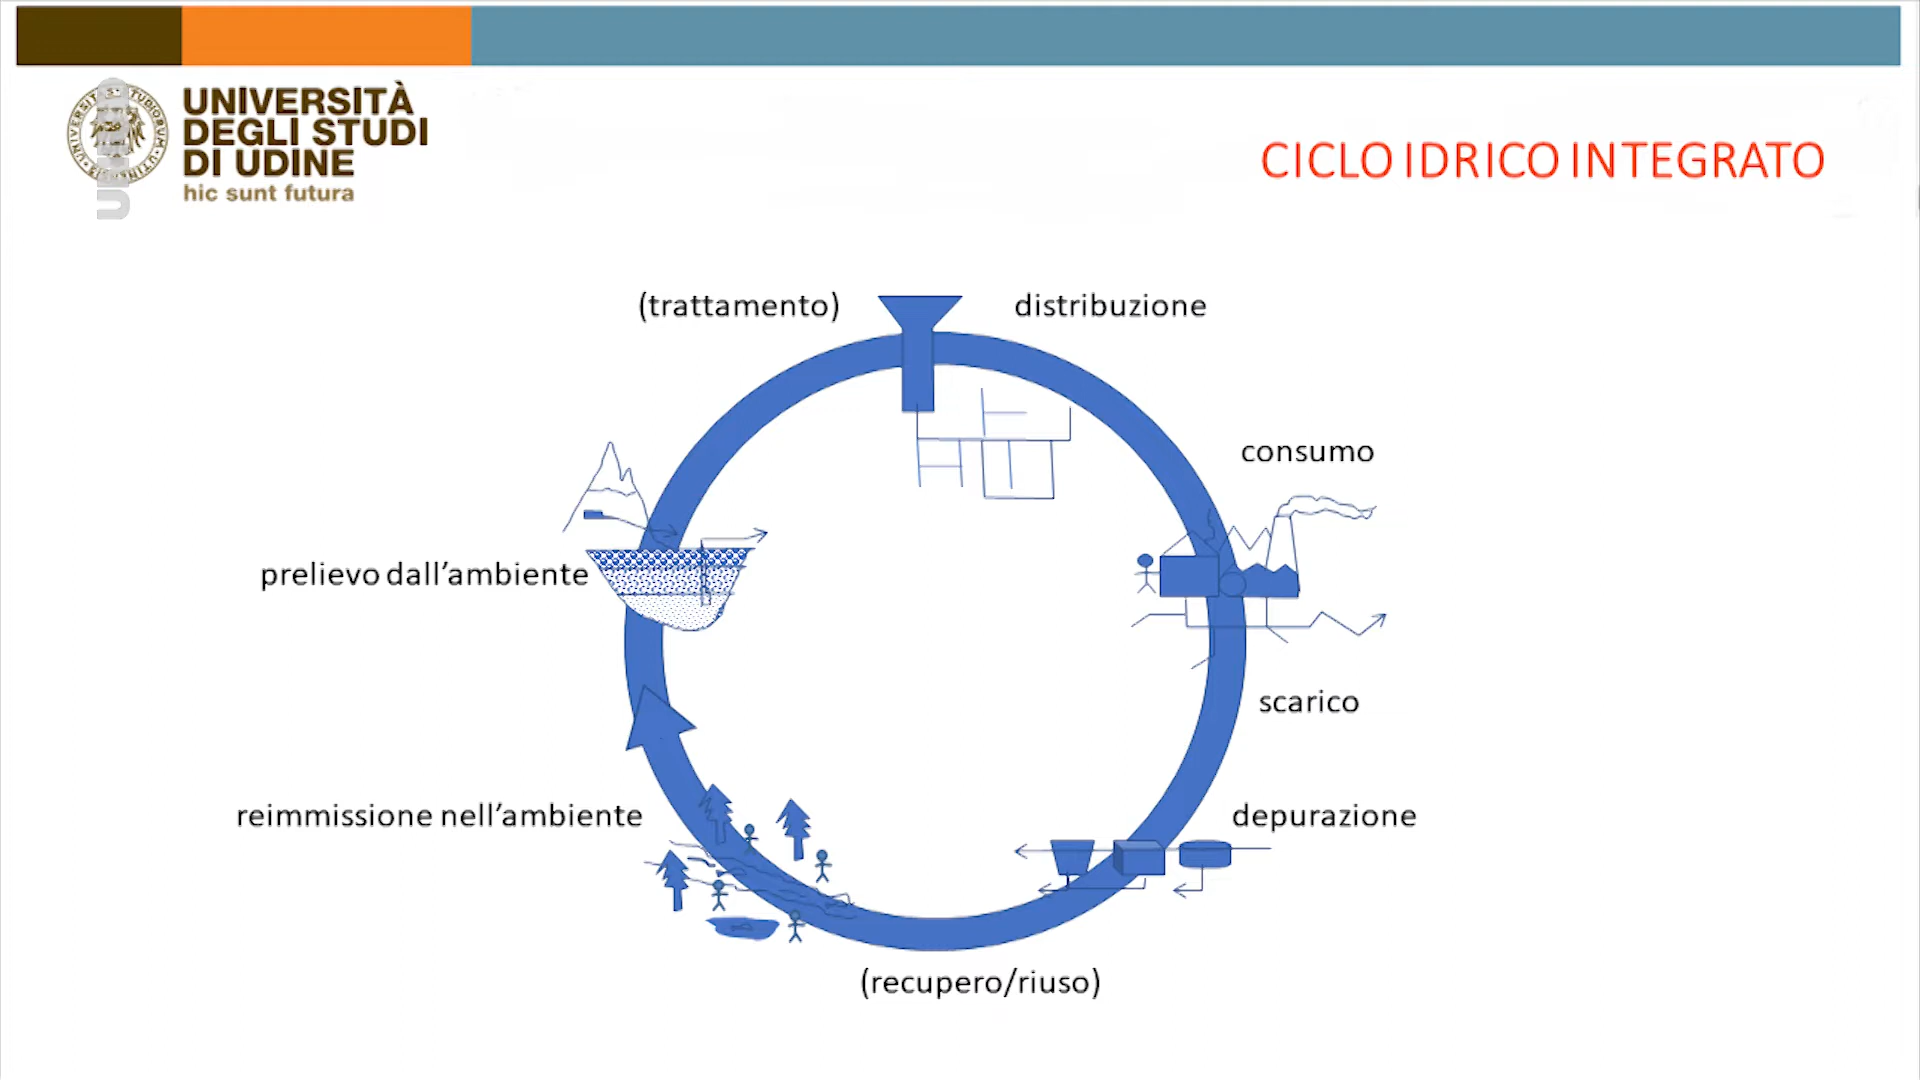 UNIVERSITÀ
DEGLI STUDI
DI UDINE
hic sunt futura
CICLO IDRICO INTEGRATO
(trattamento)
distribuzione
consumo
prelievo dall’ambiente
scarico
reimmissione nell’ambiente
depurazione
(recupero/riuso)